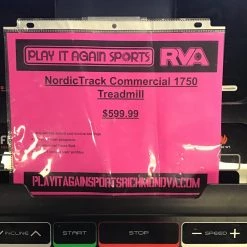 PLAY IT AGAIN SPORTS RVA
NordicTrack Commercial 1750
Treadmill
$599.99
PLAYITAGAINSPORTSRICHMONDVA.COM
INCLINE START STOP - SPEED +